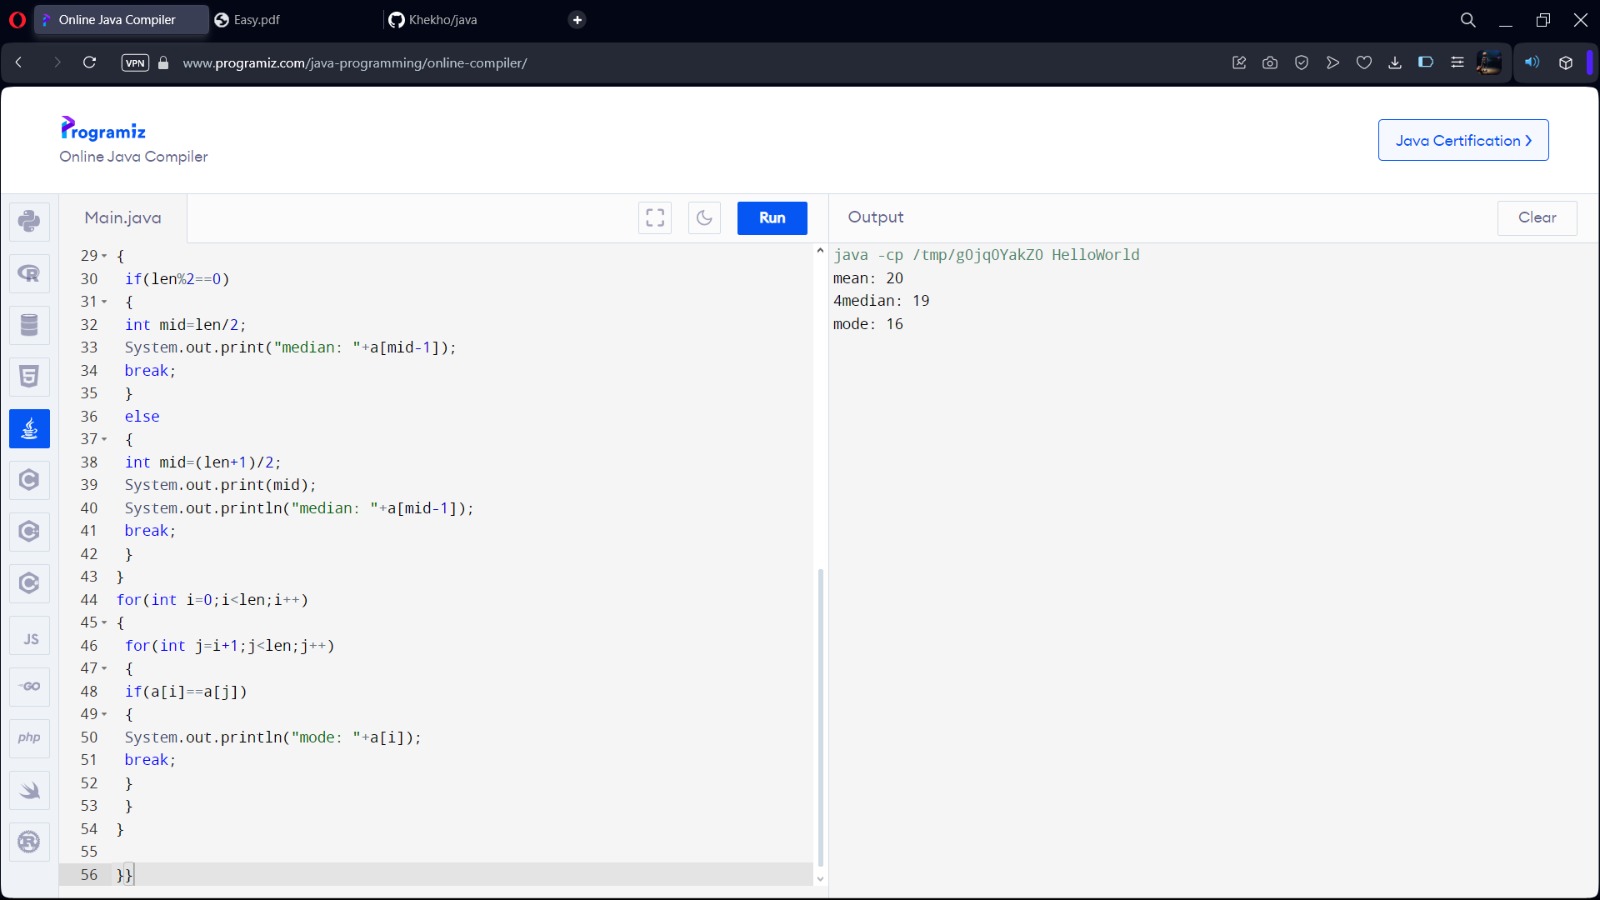 Online Java Compiler
Easy.pdf
Khekho/java
VPN
www.programiz.com/java-programming/online-compiler/
Programiz
Online Java Compiler
Java Certification
Main.java
Run
Output
Clear
29 {
30 if(len%2==0)
31 {
32 int mid=len/2;
33 System.out.print("median: "+a[mid-1]);
34 break;
35 }
36 else
37 {
38 int mid=(len+1)/2;
39 System.out.print(mid);
40 System.out.println("median: "+a[mid-1]);
41 break;
42 }
43 }
44 for(int i=0;i<len;i++)
45 {
46 for(int j=i+1;j<len;j++)
47 {
48 if(a[i]==a[j])
49 {
50 System.out.println("mode: "+a[i]);
51 break;
52 }
53 }
54 }
55
56 }}
java -cp /tmp/g0jq0YakZ0 HelloWorld
mean: 20
4median: 19
mode: 16
JS
GO
php